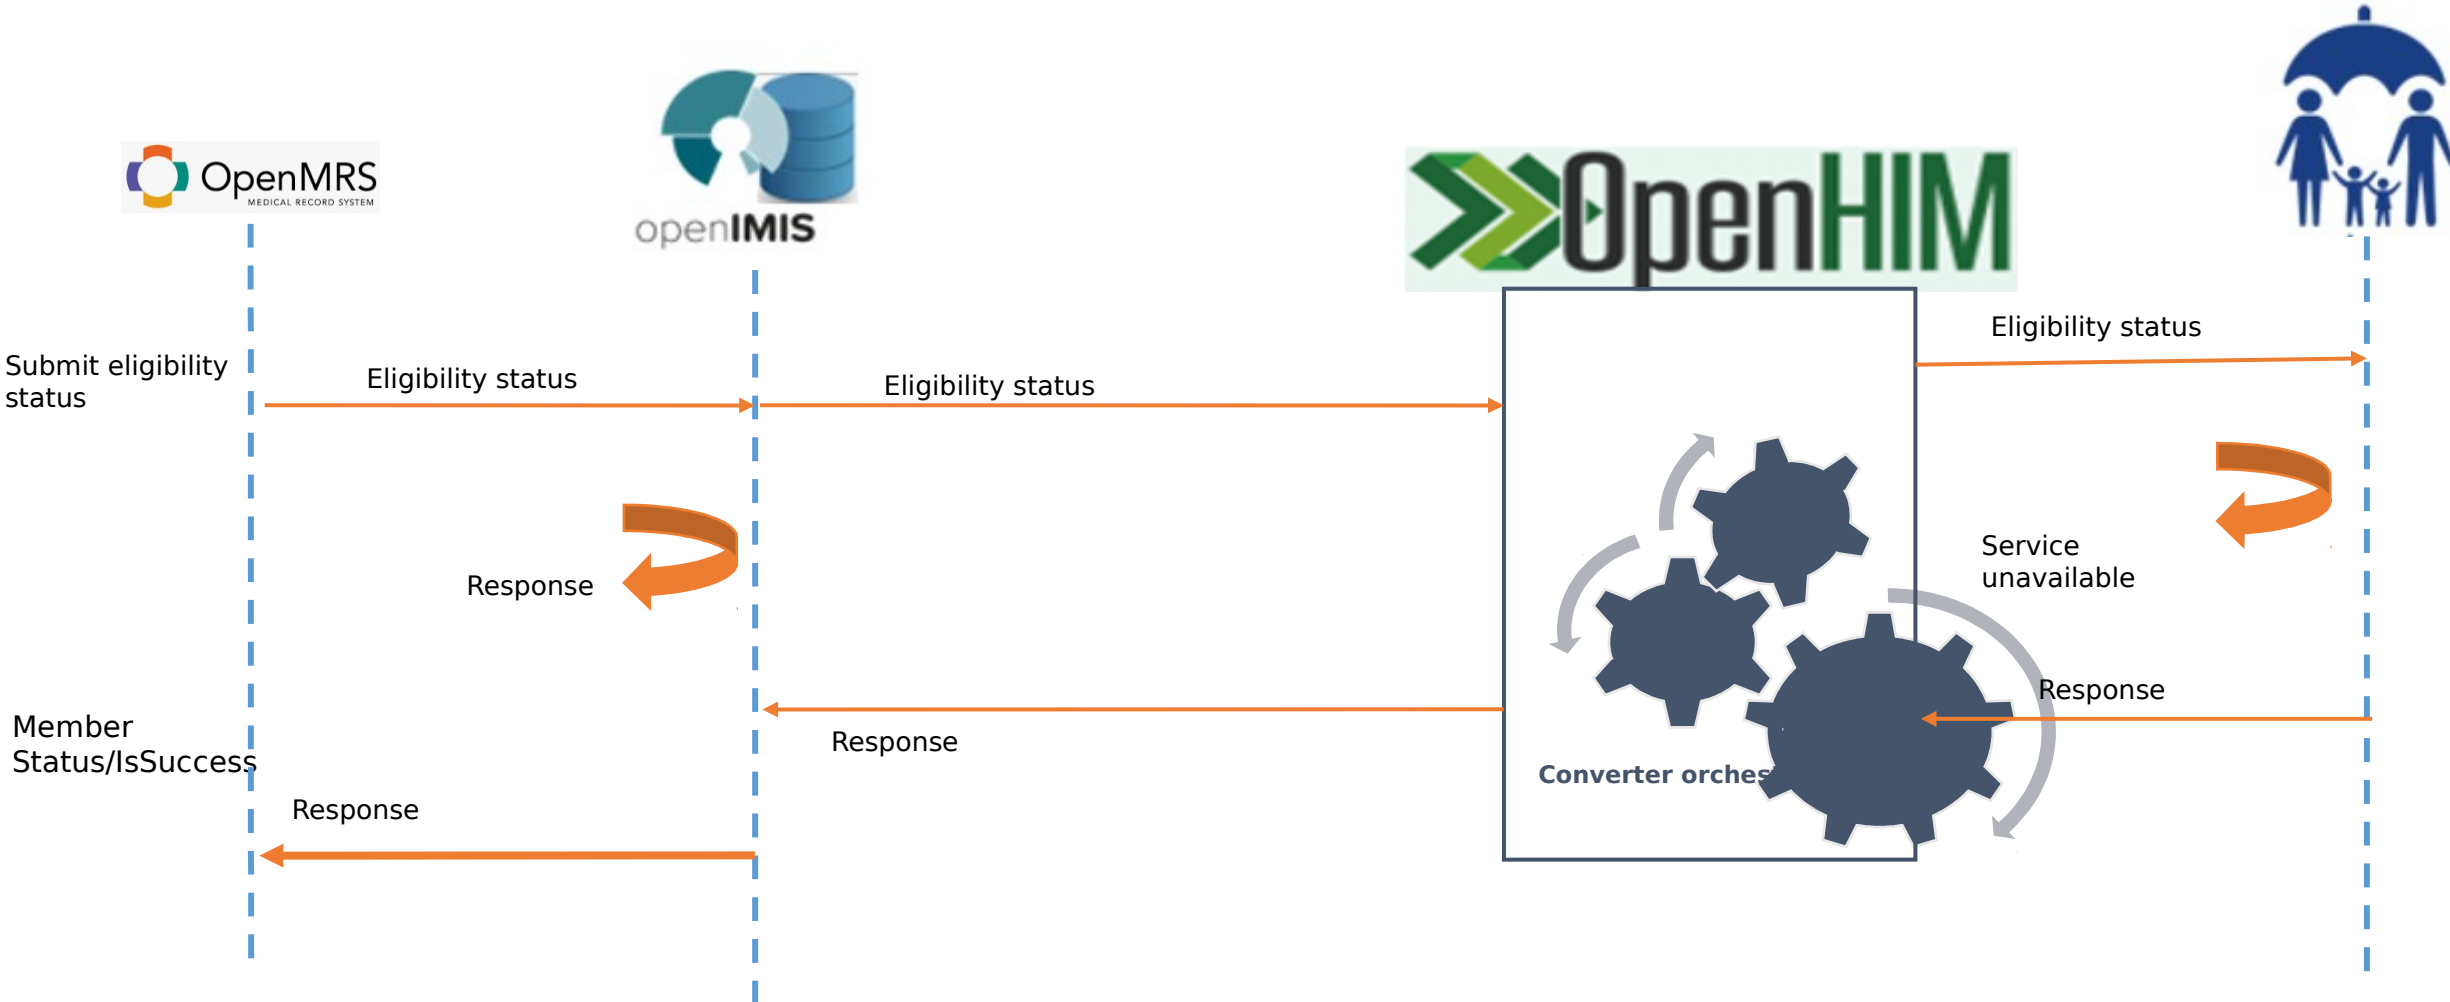 OpenMRS
MEDICAL RECORD SYSTEM
openIMIS
OpenHIM
Eligibility status
Submit eligibility
status
Eligibility status
Eligibility status
Service
unavailable
Response
Response
Member
Status/IsSuccess
Response
Converter orches
Response